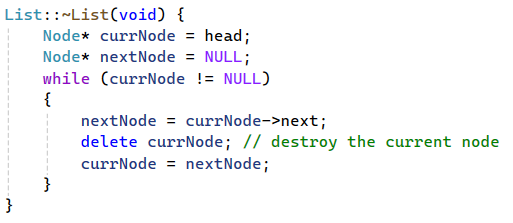 List::~List(void) {
    Node* currNode = head;
    Node* nextNode = NULL;
    while (currNode != NULL)
    {
        nextNode = currNode->next;
        delete currNode; // destroy the current node
        currNode = nextNode;
    }
}